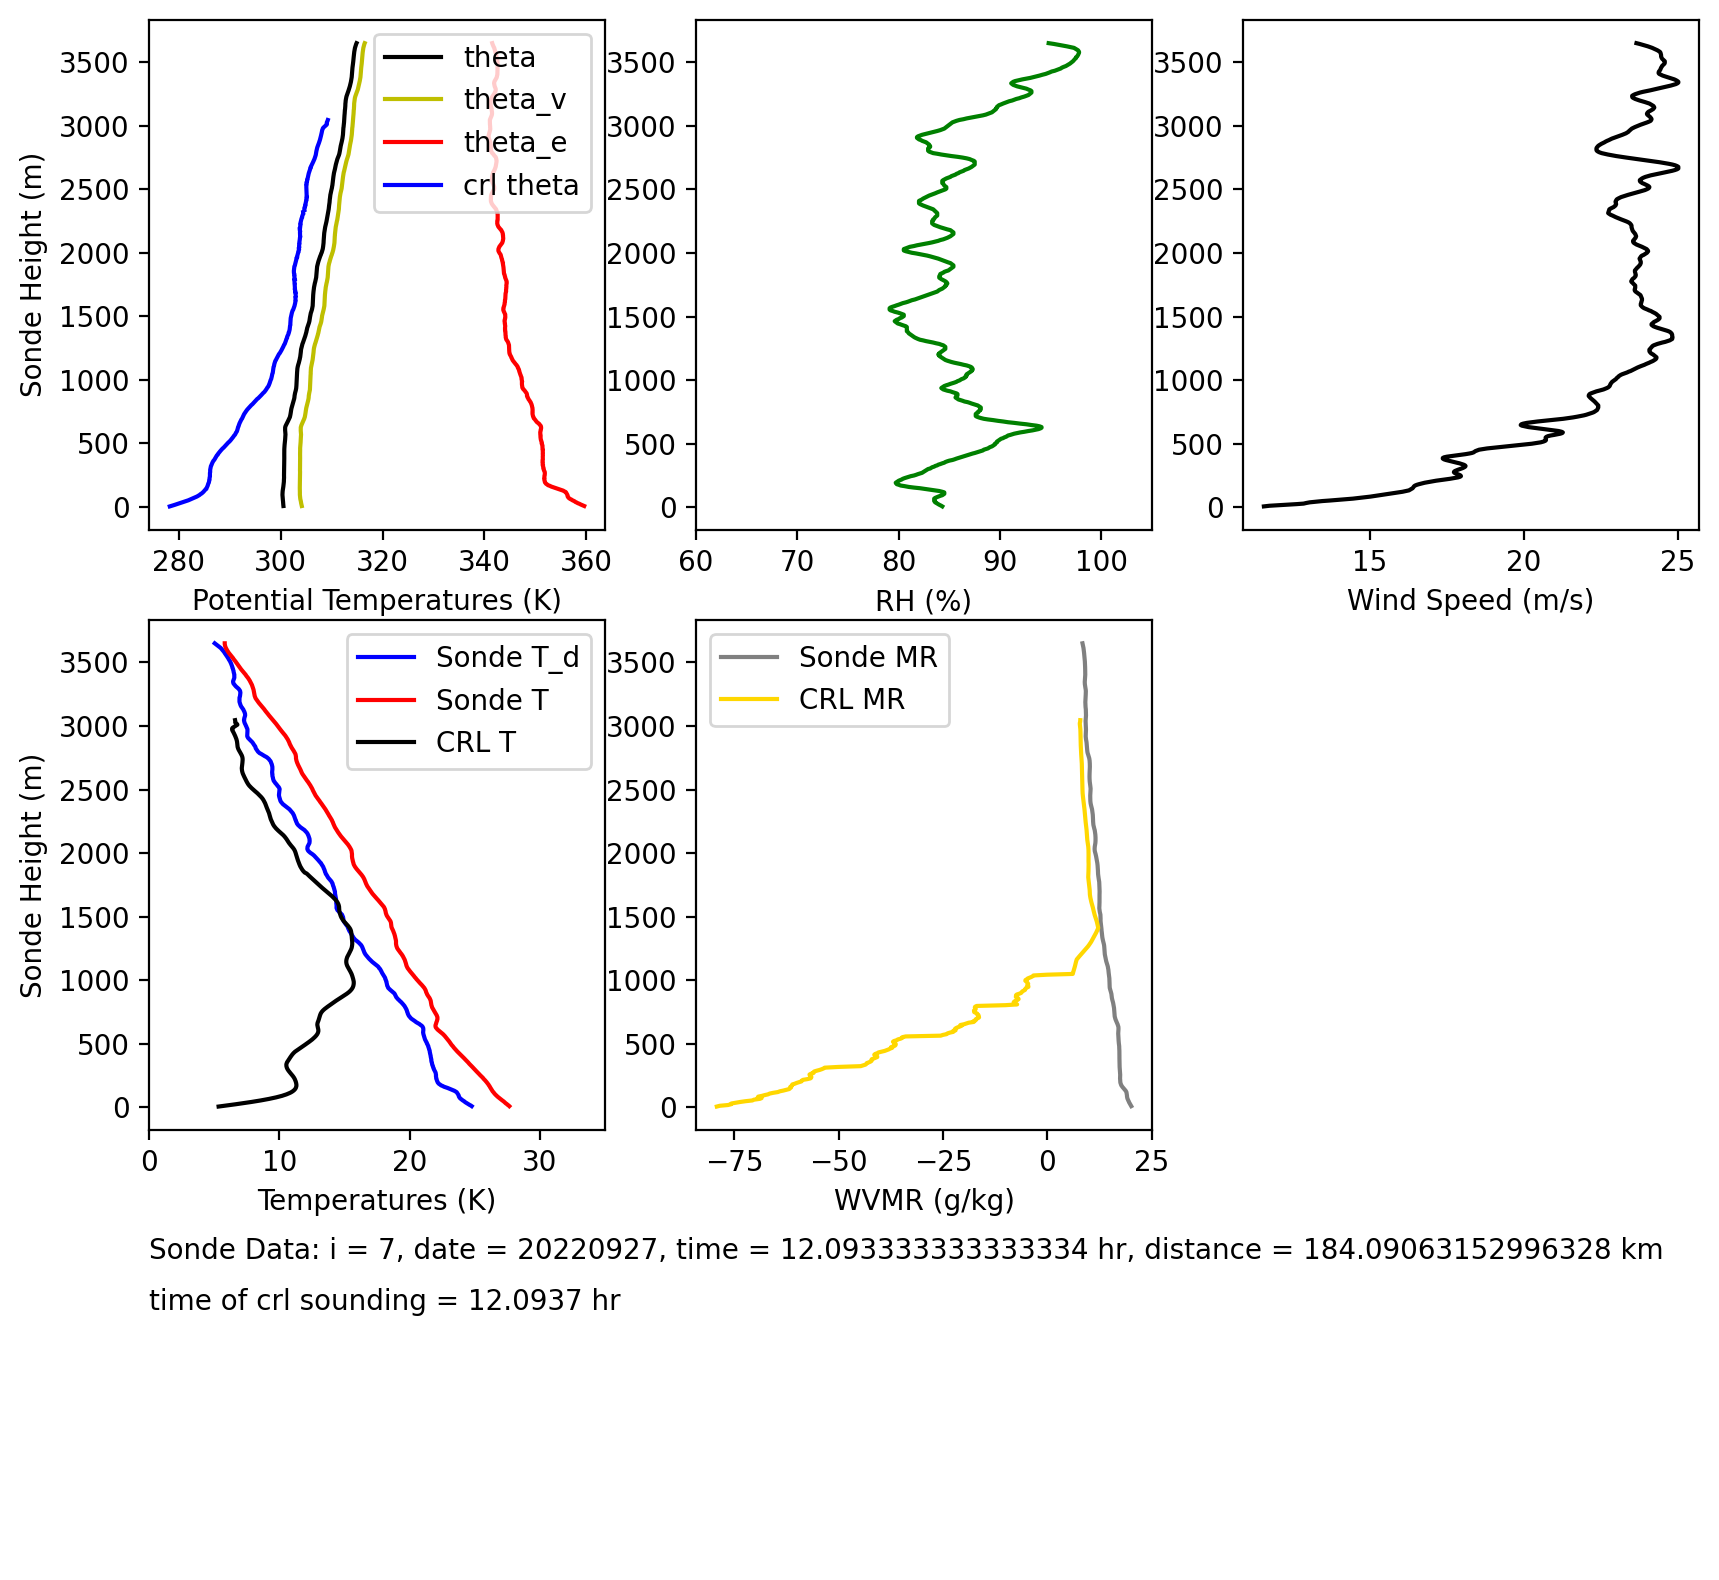 3500
3000
2500
2000
1500
1000
500
0
Sonde Height (m)
280 300 320 340 360
Potential Temperatures (K)
theta
theta_v
theta_e
crl theta
3500
3000
2500
2000
1500
1000
500
0
60 70 80 90 100
RH (%)
3500
3000
2500
2000
1500
1000
500
0
15 20 25
Wind Speed (m/s)
3500
3000
2500
2000
1500
1000
500
0
Sonde Height (m)
0 10 20 30
Temperatures (K)
Sonde T_d
Sonde T
CRL T
3500
3000
2500
2000
1500
1000
500
0
−75 −50 −25 0 25
WVMR (g/kg)
Sonde MR
CRL MR
Sonde Data: i = 7, date = 20220927, time = 12.093333333333334 hr, distance = 184.09063152996328 km
time of crl sounding = 12.0937 hr